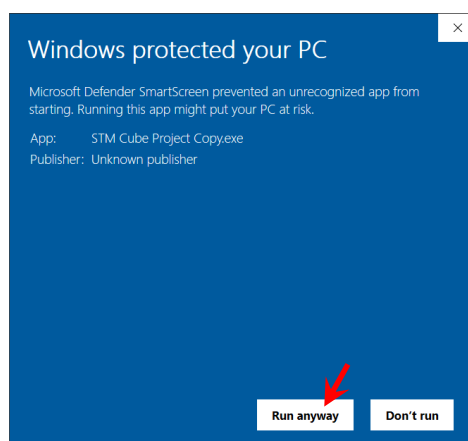 Windows protected your PC
Microsoft Defender SmartScreen prevented an unrecognized app from
starting. Running this app might put your PC at risk.
App: STM Cube Project Copy.exe
Publisher: Unknown publisher
Run anyway Don't run